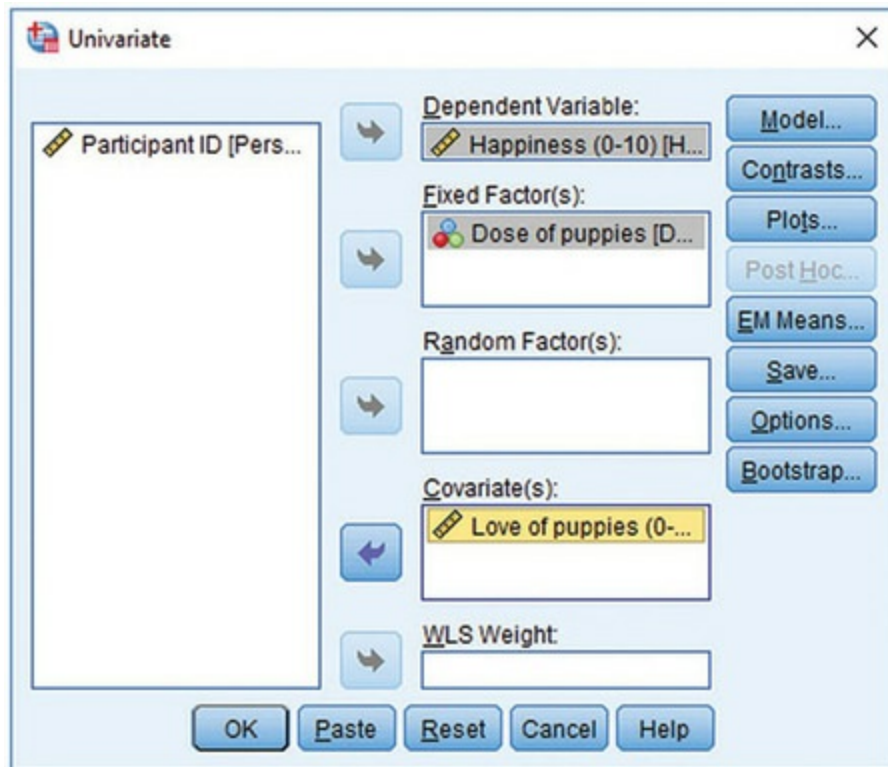 Univariate
Participant ID [Pers...
Dependent Variable:
Happiness (0-10) [H...
Fixed Factor(s):
Dose of puppies [D...
Random Factor(s):
Covariate(s):
Love of puppies (0-...
WLS Weight:
Model...
Contrasts...
Plots...
Post Hoc...
EM Means...
Save...
Options...
Bootstrap...
OK Paste Reset Cancel Help